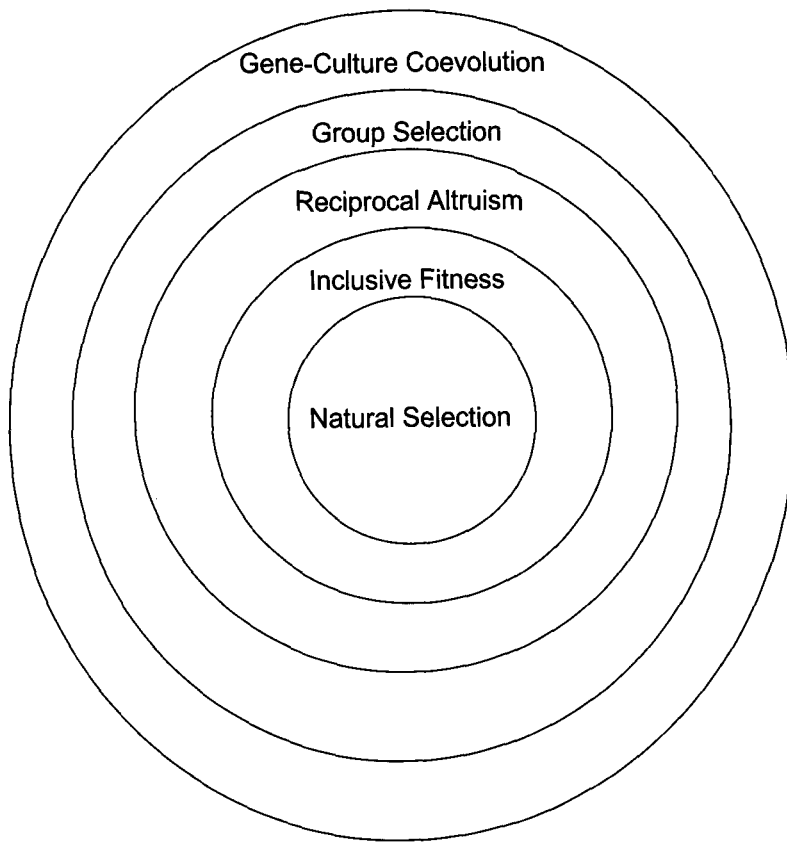 Gene-Culture Coevolution
Group Selection
Reciprocal Altruism
Inclusive Fitness
Natural Selection